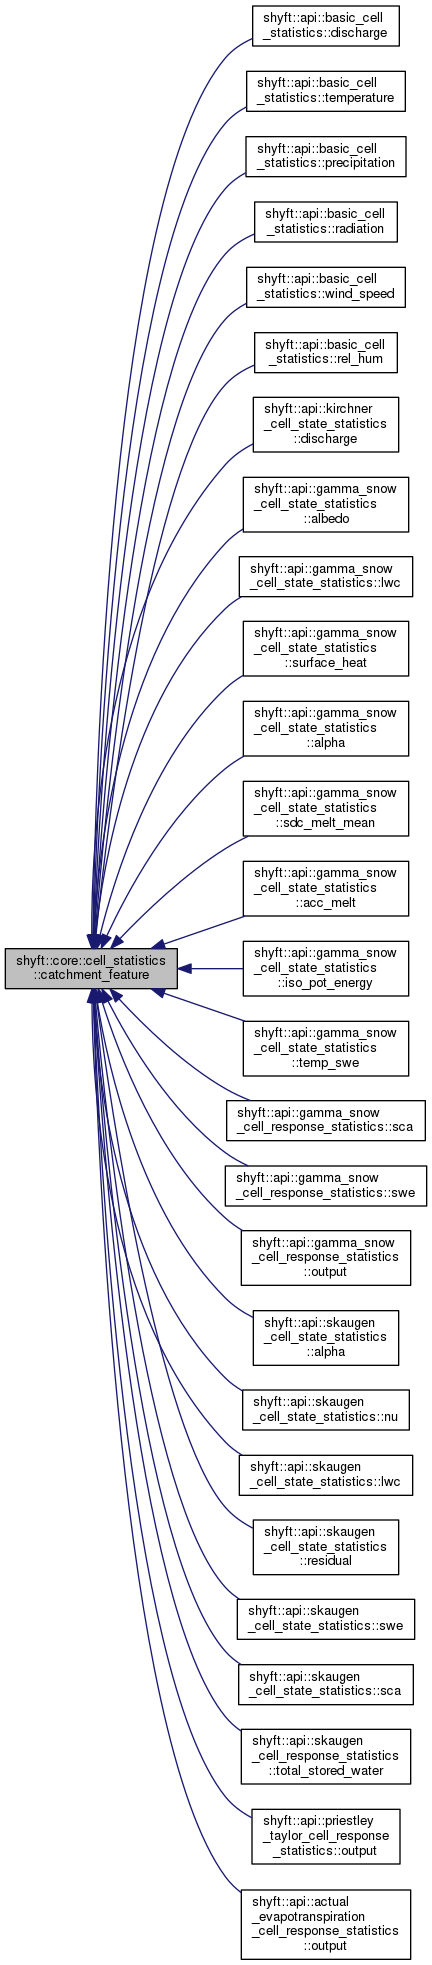 shyft::api::basic_cell
_statistics::discharge
shyft::api::basic_cell
_statistics::temperature
shyft::api::basic_cell
_statistics::precipitation
shyft::api::basic_cell
_statistics::radiation
shyft::api::basic_cell
_statistics::wind_speed
shyft::api::basic_cell
_statistics::rel_hum
shyft::api::kirchner
_cell_state_statistics
::discharge
shyft::api::gamma_snow
_cell_state_statistics
::albedo
shyft::api::gamma_snow
_cell_state_statistics::lwc
shyft::api::gamma_snow
_cell_state_statistics
::surface_heat
shyft::api::gamma_snow
_cell_state_statistics
::alpha
shyft::api::gamma_snow
_cell_state_statistics
::sdc_melt_mean
shyft::api::gamma_snow
_cell_state_statistics
::acc_melt
shyft::core::cell_statistics
::catchment_feature
shyft::api::gamma_snow
_cell_state_statistics
::iso_pot_energy
shyft::api::gamma_snow
_cell_state_statistics
::temp_swe
shyft::api::gamma_snow
_cell_response_statistics::sca
shyft::api::gamma_snow
_cell_response_statistics::swe
shyft::api::gamma_snow
_cell_response_statistics
::output
shyft::api::skaugen
_cell_state_statistics
::alpha
shyft::api::skaugen
_cell_state_statistics::nu
shyft::api::skaugen
_cell_state_statistics::lwc
shyft::api::skaugen
_cell_state_statistics
::residual
shyft::api::skaugen
_cell_state_statistics::swe
shyft::api::skaugen
_cell_state_statistics::sca
shyft::api::skaugen
_cell_response_statistics
::total_stored_water
shyft::api::priestley
_taylor_cell_response
_statistics::output
shyft::api::actual
_evapotranspiration
_cell_response_statistics
::output